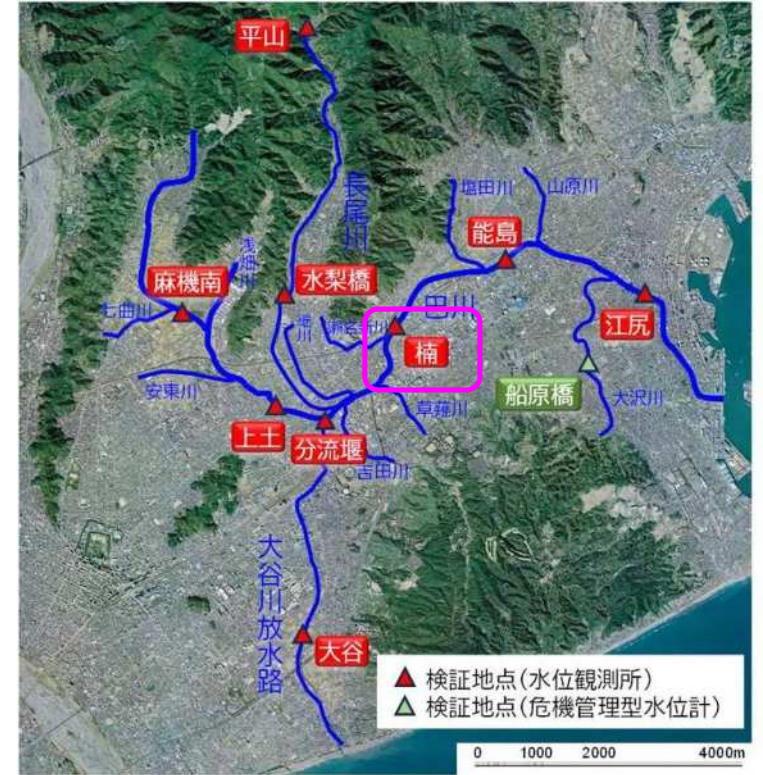 平山
長尾川
塩田川
山原川
能島
浅畑川
麻機南
水梨橋
七曲川
江尻
田川
堀川
楠
船原橋
大沢川
安東川
草薙川
上土
分流堰
吉田川
大谷川放水路
大谷
検証地点(水位観測所)
検証地点(危機管理型水位計)
0 1000 2000 4000m